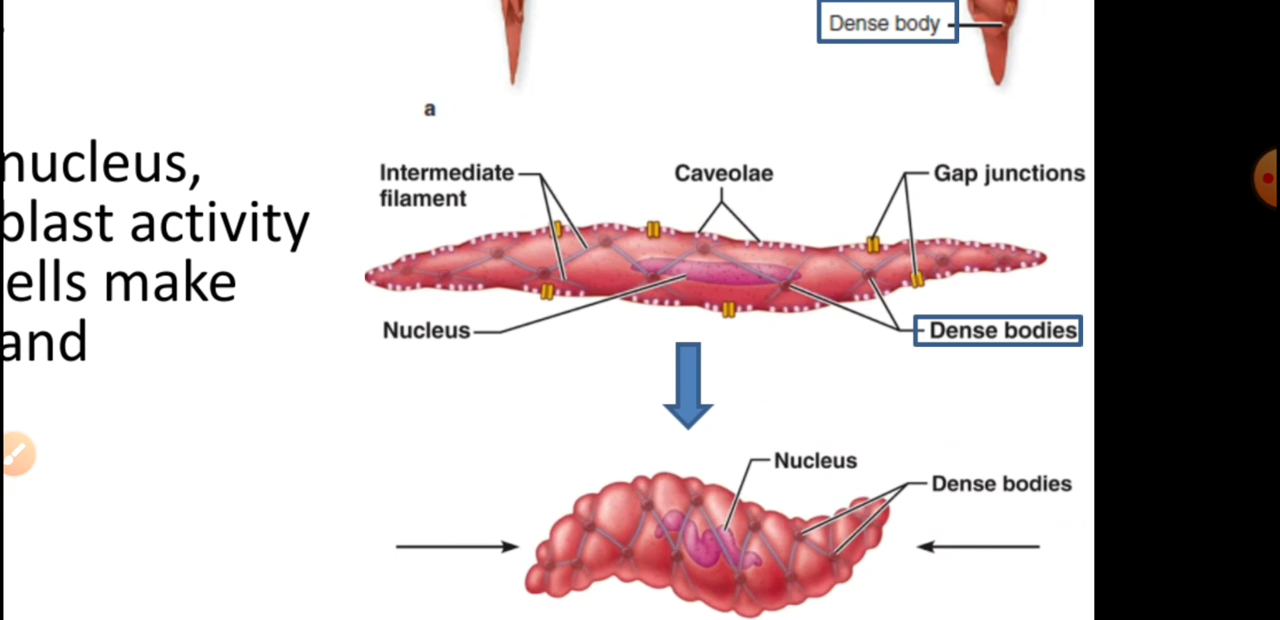 Dense body
a
nucleus,
blast activity
ells make
and
Intermediate
filament
Caveolae
Gap junctions
Nucleus
Dense bodies
Nucleus
Dense bodies